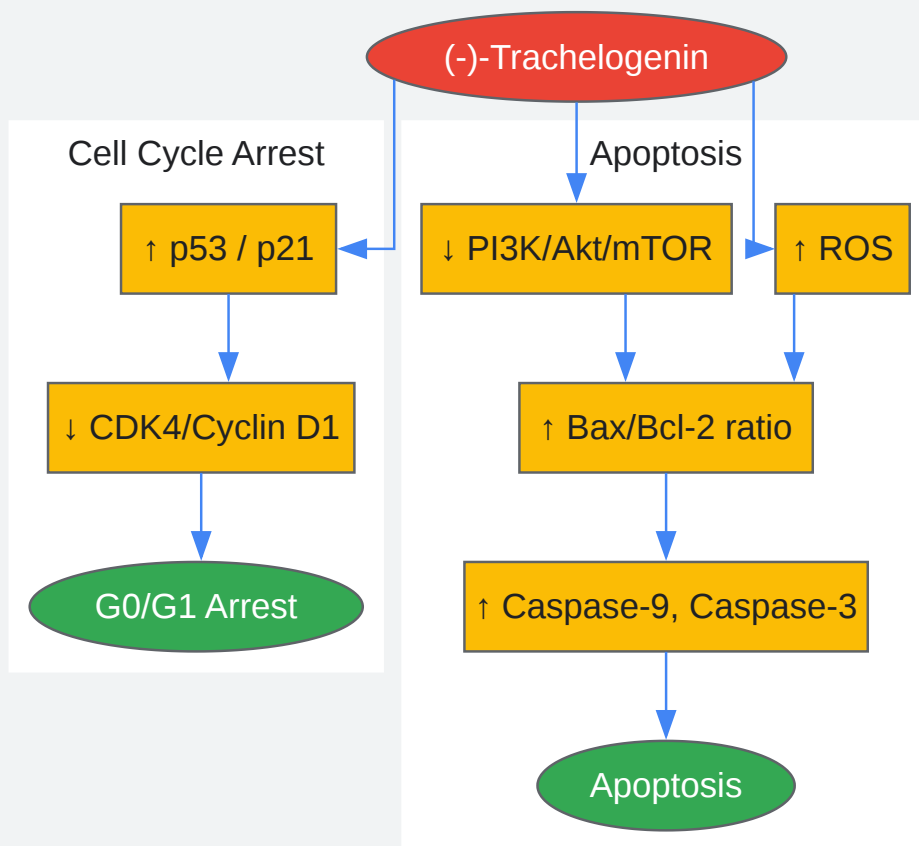 (-)-Trachelogenin
Cell Cycle Arrest
↑ p53 / p21
↓ CDK4/Cyclin D1
G0/G1 Arrest
Apoptosis
↓ PI3K/Akt/mTOR
↑ ROS
↑ Bax/Bcl-2 ratio
↑ Caspase-9, Caspase-3
Apoptosis